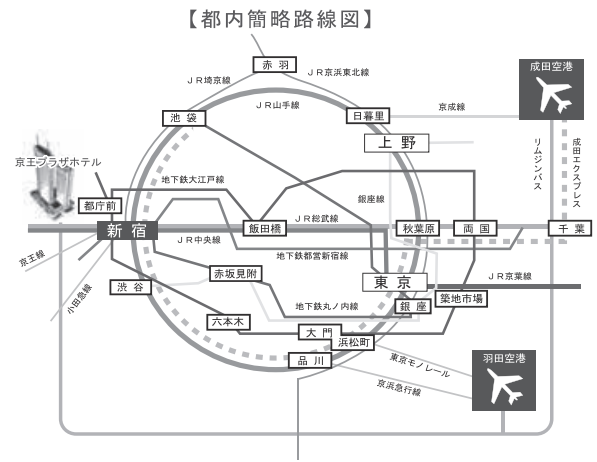 【都内簡略路線図】
赤羽
JR埼京線
JR京浜東北線
成田空港
JR山手線
池袋
日暮里
京成線
上野
リムジンバス
成田エクスプレス
京王プラザホテル
地下鉄大江戸線
都庁前
銀座線
新宿
飯田橋
JR総武線
秋葉原
両国
千葉
JR中央線
地下鉄都営新宿線
京王線
赤坂見附
東京
JR京葉線
渋谷
小田急線
地下鉄丸ノ内線
銀座
築地市場
六本木
大門
浜松町
品川
東京モノレール
羽田空港
京浜急行線